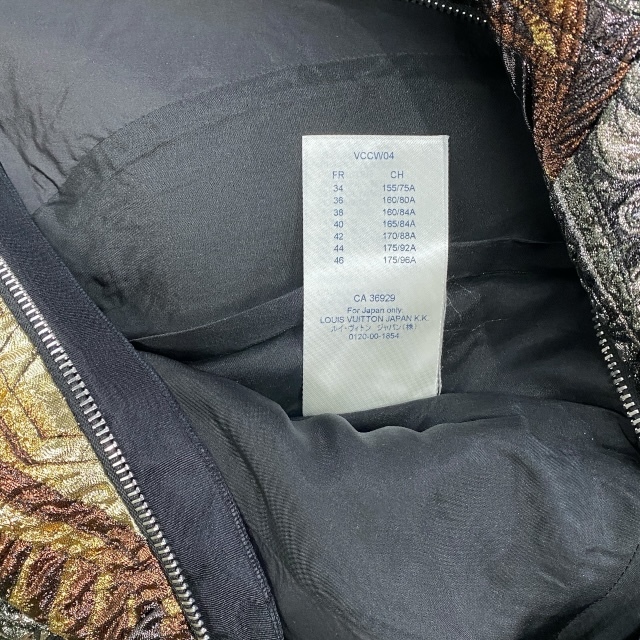 VCCW04
FR CH
34 155/75A
36 160/80A
38 160/84A
40 165/84A
42 170/88A
44 175/92A
46 175/96A
CA 36929
For Japan only
LOUIS VUITTON JAPAN K.K.
ルイ・ヴィトン ジャパン(株)
0120-00-1854